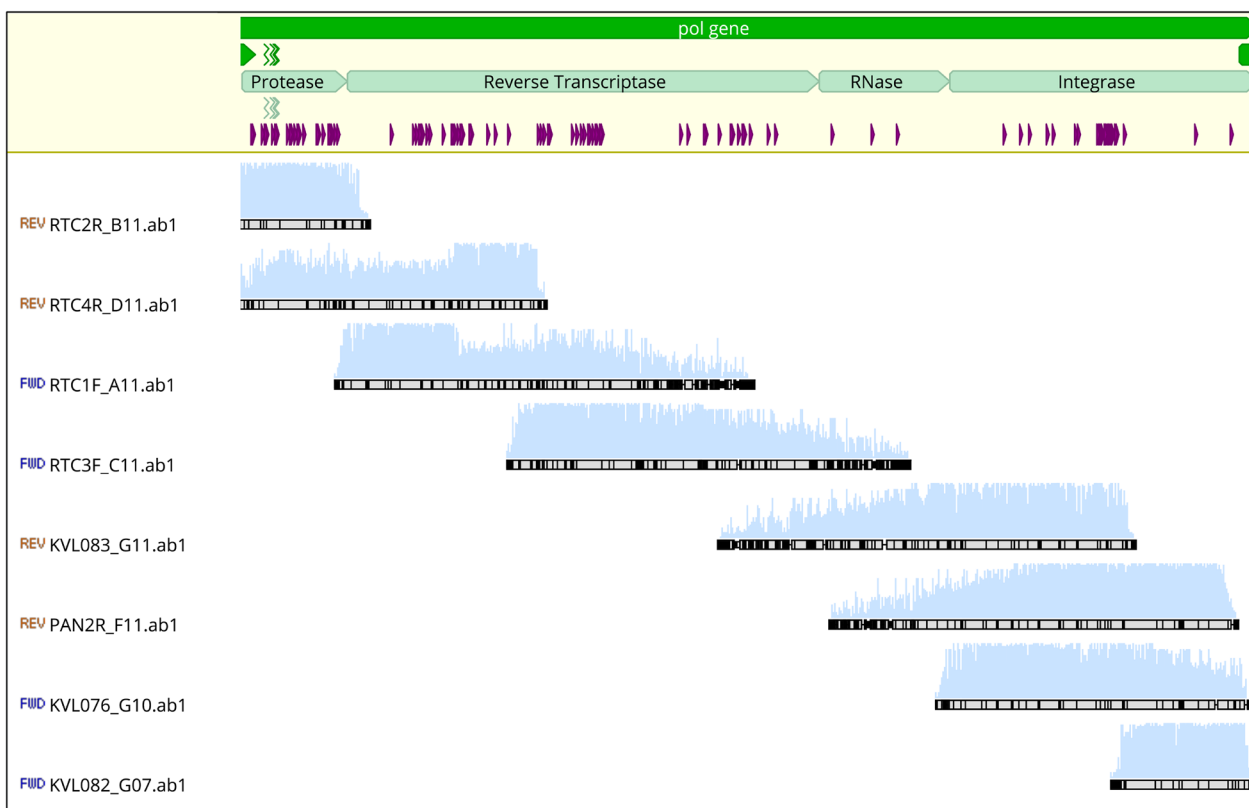 pol gene
Protease Reverse Transcriptase RNase Integrase
REV RTC2R_B11.ab1
REV RTC4R_D11.ab1
FWD RTC1F_A11.ab1
FWD RTC3F_C11.ab1
REV KVL083_G11.ab1
REV PAN2R_F11.ab1
FWD KVL076_G10.ab1
FWD KVL082_G07.ab1